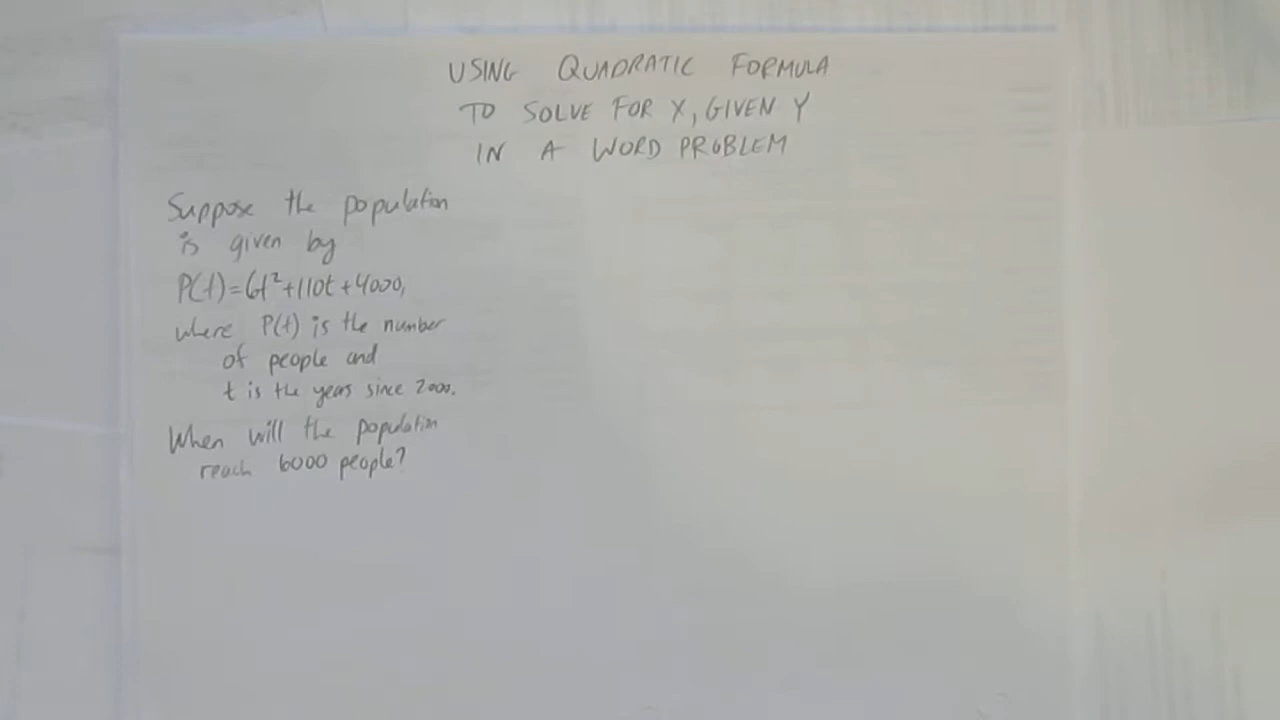 USING QUADRATIC FORMULA
TO SOLVE FOR X, GIVEN Y
IN A WORD PROBLEM
Suppose the population
is given by
P(t)=6t²+110t+4000,
where P(t) is the number
of people and
t is the years since 2000.
When will the population
reach 6000 people?